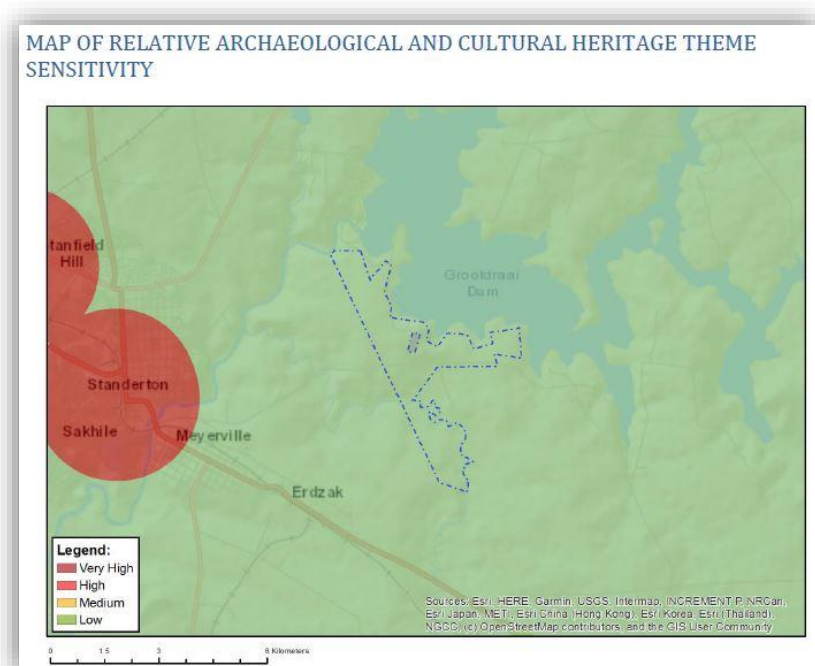 MAP OF RELATIVE ARCHAEOLOGICAL AND CULTURAL HERITAGE THEME
SENSITIVITY
tanfield
Hill
Grootdraai
Dam
Standerton
Sakhile
Meyerville
Erdzak
Legend:
Very High
High
Medium
Low
Sources: Esri, HERE, Garmin, USGS, Intermap, INCREMENT P, NRCan,
Esri Japan, METI, Esri China (Hong Kong), Esri Korea, Esri (Thailand),
NGCC, (c) OpenStreetMap contributors, and the GIS User Community
0 1.5 3 6 Kilometers